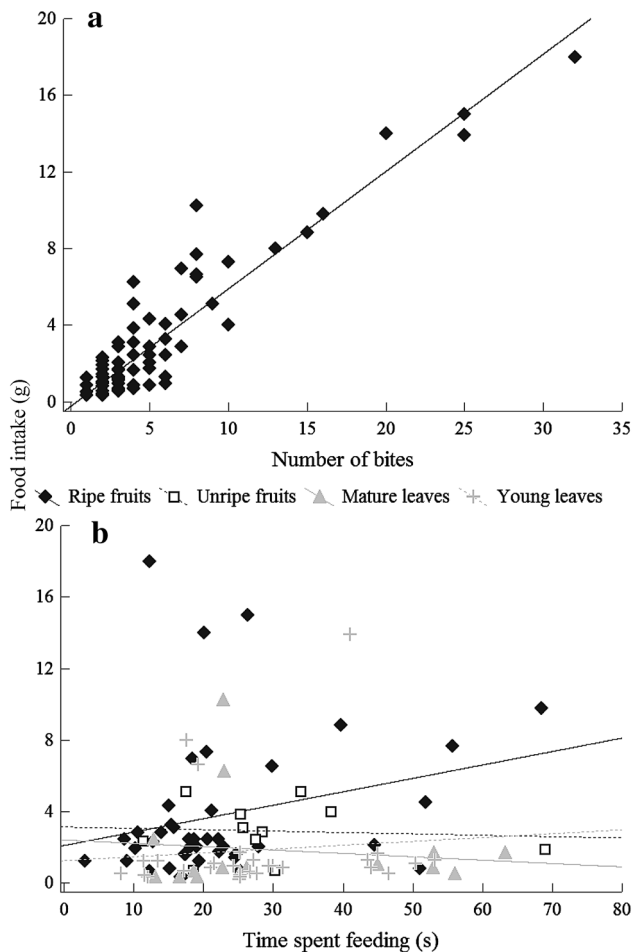 a
20
16
12
8
4
0
0 5 10 15 20 25 30 35
Number of bites
Food intake (g)
Ripe fruits Unripe fruits Mature leaves Young leaves
b
20
16
12
8
4
0
0 10 20 30 40 50 60 70 80
Time spent feeding (s)